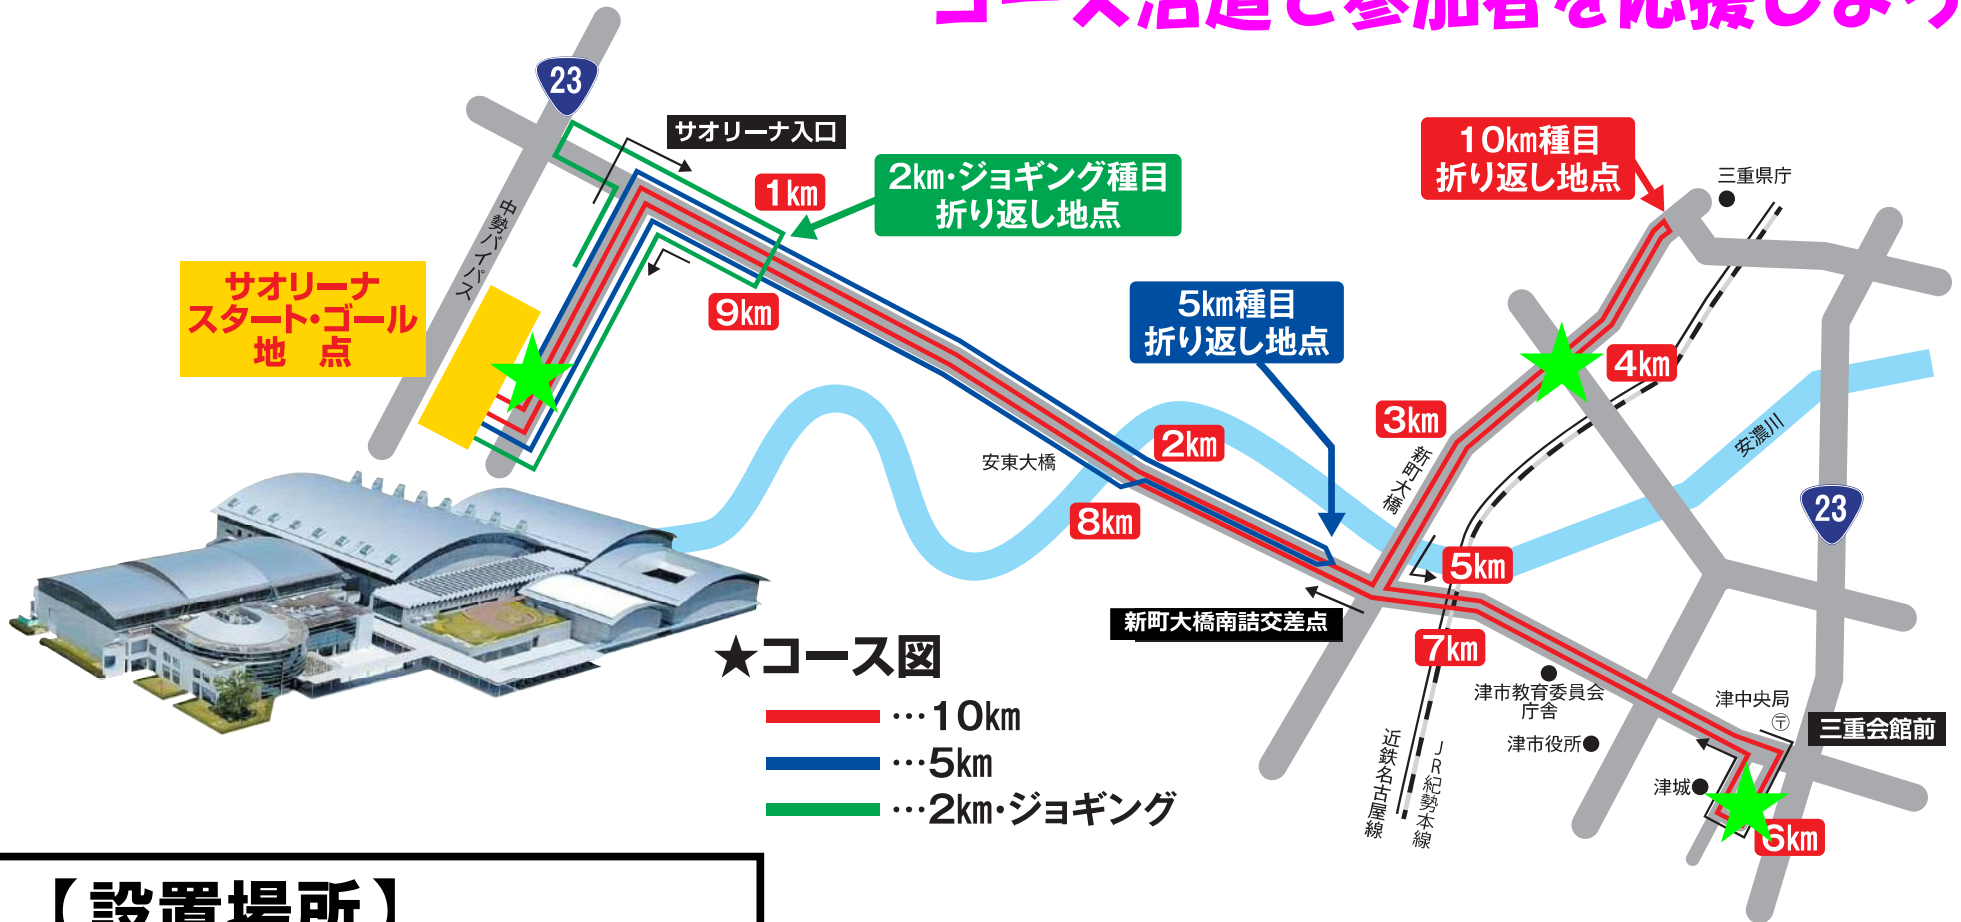 コース沿道で参加者を応援しよう
23
サオリーナ入口
1km
2km・ジョギング種目
折り返し地点
10km種目
折り返し地点
三重県庁
中勢バイパス
サオリーナ
スタート・ゴール
地　点
9km
5km種目
折り返し地点
4km
3km
新町大橋
安濃川
2km
安東大橋
8km
23
5km
新町大橋南詰交差点
7km
★コース図
…10km
…5km
…2km・ジョギング
津市教育委員会
庁舎
津市役所
津中央局
〒
三重会館前
津城
6km
近鉄名古屋線
JR紀勢本線
【設置場所】